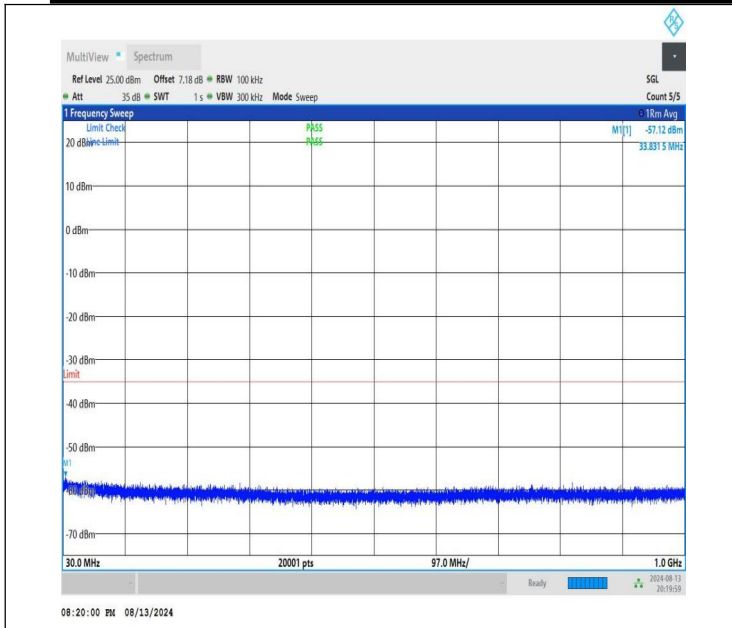 R S
MultiView Spectrum
Ref Level 25.00 dBm Offset 7.18 dB RBW 100 kHz SGL
Att 35 dB SWT 1 s VBW 300 kHz Mode Sweep Count 5/5
1 Frequency Sweep 1Rm Avg
Limit Check PASS M1[1] -57.12 dBm
20 dBm Line Limit PASS 33.831 5 MHz
10 dBm
0 dBm
-10 dBm
-20 dBm
-30 dBm
Limit
-40 dBm
-50 dBm
M1
-60 dBm
-70 dBm
30.0 MHz 20001 pts 97.0 MHz/ 1.0 GHz
Ready 2024-08-13
20:19:59
08:20:00 PM 08/13/2024